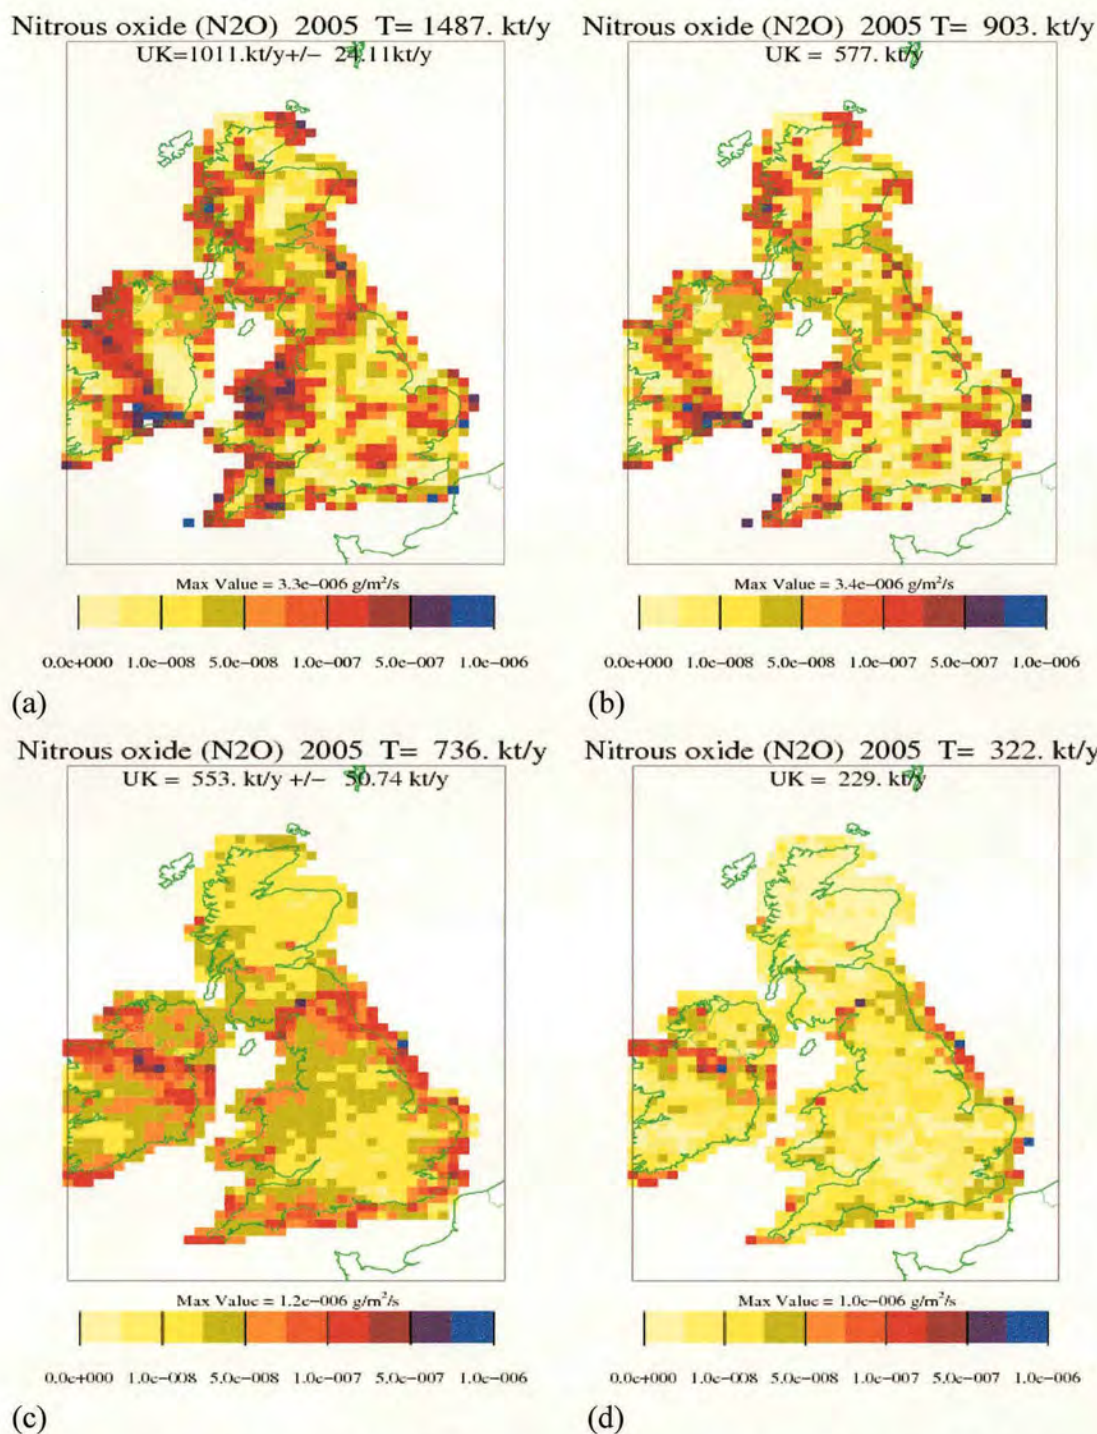 Nitrous oxide (N2O) 2005 T= 1487. kt/y
UK=1011.kt/y+/- 24.11kt/y
Max Value = 3.3e-006 g/m²/s
0.0e+000 1.0e-008 5.0e-008 1.0e-007 5.0e-007 1.0e-006
(a)
Nitrous oxide (N2O) 2005 T= 903. kt/y
UK = 577. kt/y
Max Value = 3.4e-006 g/m²/s
0.0e+000 1.0e-008 5.0e-008 1.0e-007 5.0e-007 1.0e-006
(b)
Nitrous oxide (N2O) 2005 T= 736. kt/y
UK = 553. kt/y +/- 50.74 kt/y
Max Value = 1.2e-006 g/m²/s
0.0e+000 1.0e-008 5.0e-008 1.0e-007 5.0e-007 1.0e-006
(c)
Nitrous oxide (N2O) 2005 T= 322. kt/y
UK = 229. kt/y
Max Value = 1.0e-006 g/m²/s
0.0e+000 1.0e-008 5.0e-008 1.0e-007 5.0e-007 1.0e-006
(d)